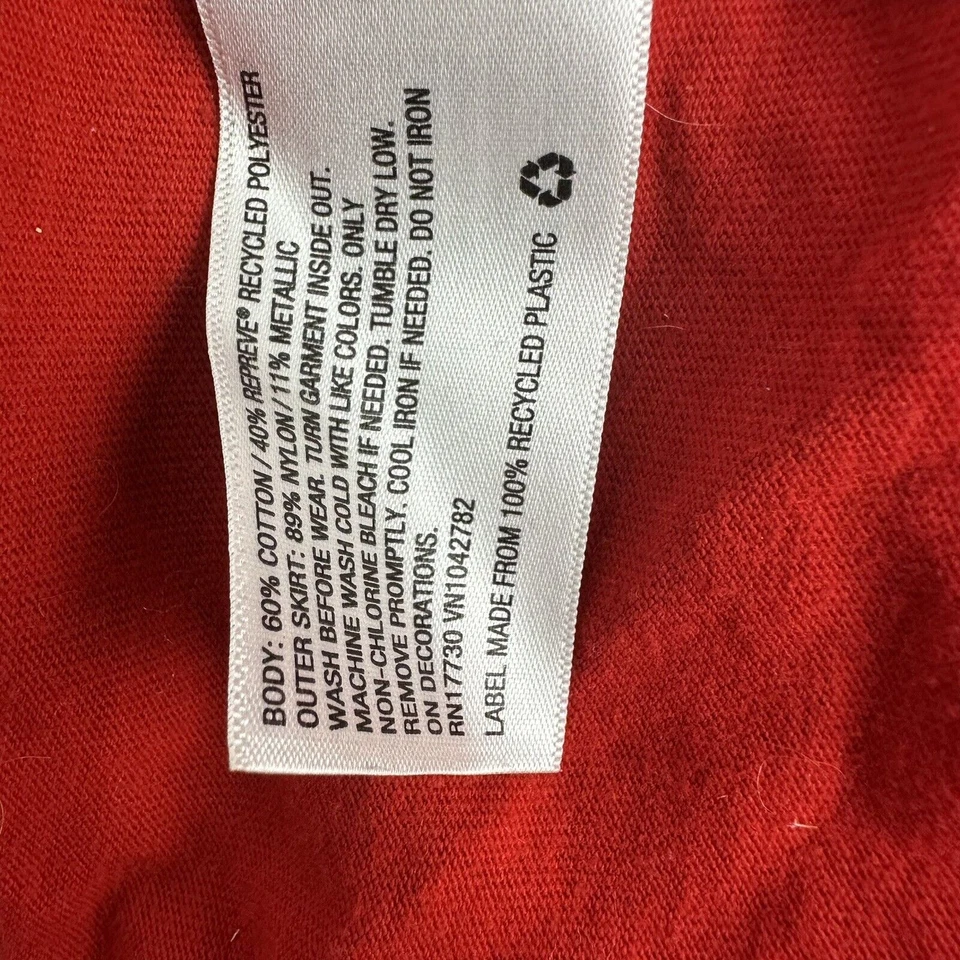 BODY: 60% COTTON / 40% REPREVE® RECYCLED POLYESTER
OUTER SKIRT: 89% NYLON / 11% METALLIC
WASH BEFORE WEAR. TURN GARMENT INSIDE OUT.
MACHINE WASH COLD WITH LIKE COLORS. ONLY
NON-CHLORINE BLEACH IF NEEDED. TUMBLE DRY LOW.
REMOVE PROMPTLY. COOL IRON IF NEEDED. DO NOT IRON
ON DECORATIONS.
RN17730 VN1042782
LABEL MADE FROM 100% RECYCLED PLASTIC